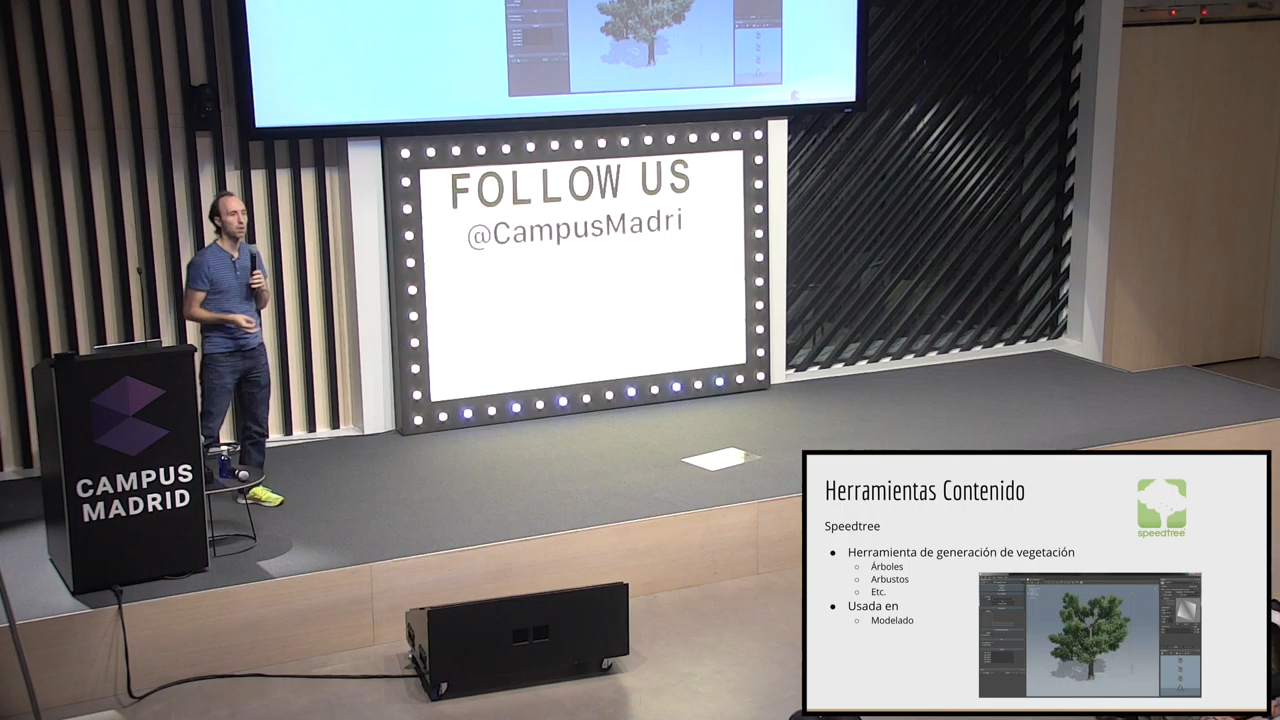 FOLLOW US
@CampusMadri
CAMPUS
MADRID
Herramientas Contenido
speedtree
Speedtree
Herramienta de generación de vegetación
Árboles
Arbustos
Etc.
Usada en
Modelado